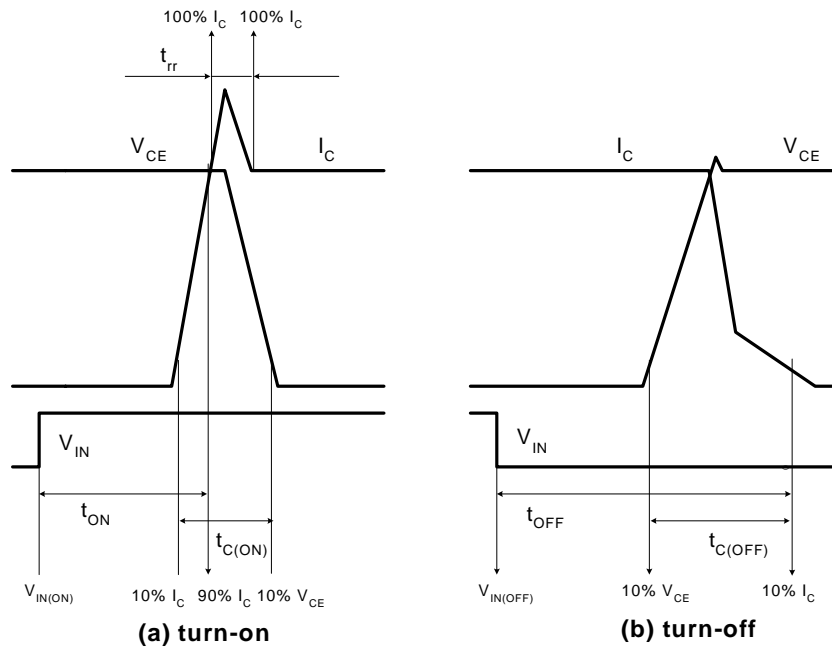 100% I_C 100% I_C
t_rr
V_CE I_C
V_IN
t_ON
t_C(ON)
V_IN(ON) 10% I_C 90% I_C 10% V_CE
(a) turn-on
I_C V_CE
V_IN
t_OFF
t_C(OFF)
V_IN(OFF) 10% V_CE 10% I_C
(b) turn-off